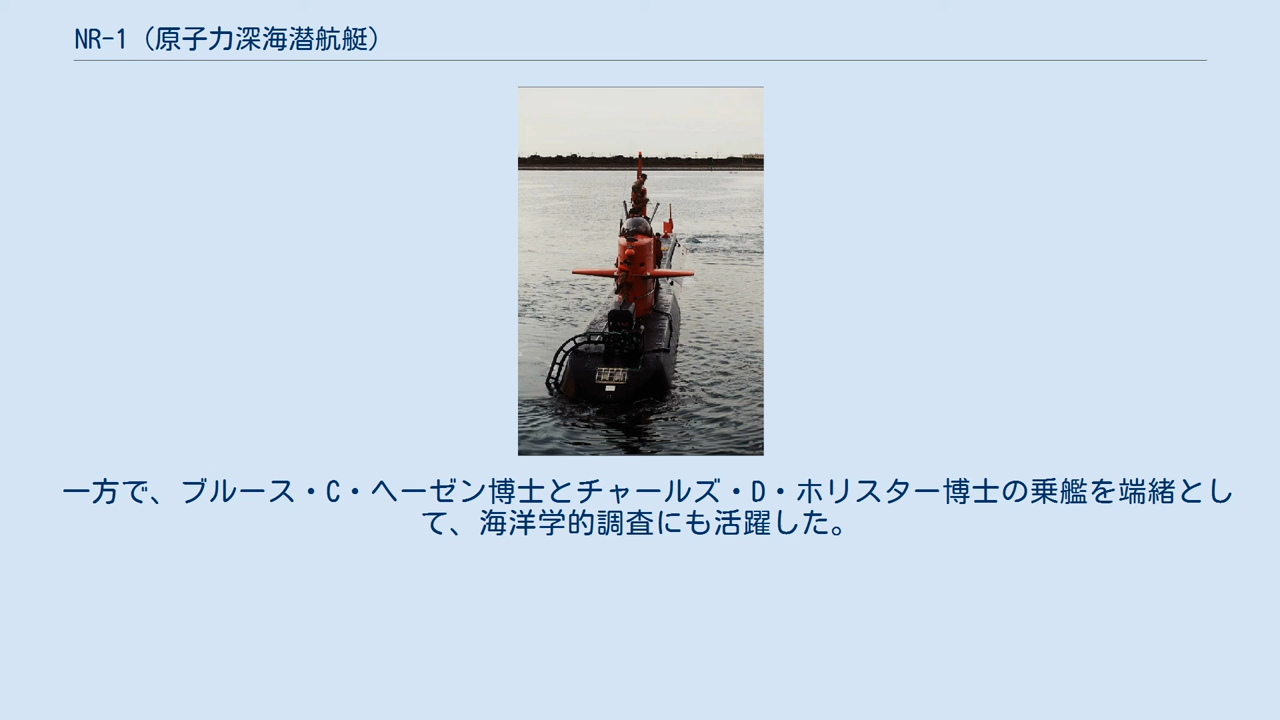 NR-1（原子力深海潜航艇）
一方で、ブルース・C・ヘーゼン博士とチャールズ・D・ホリスター博士の乗艦を端緒とし
て、海洋学的調査にも活躍した。